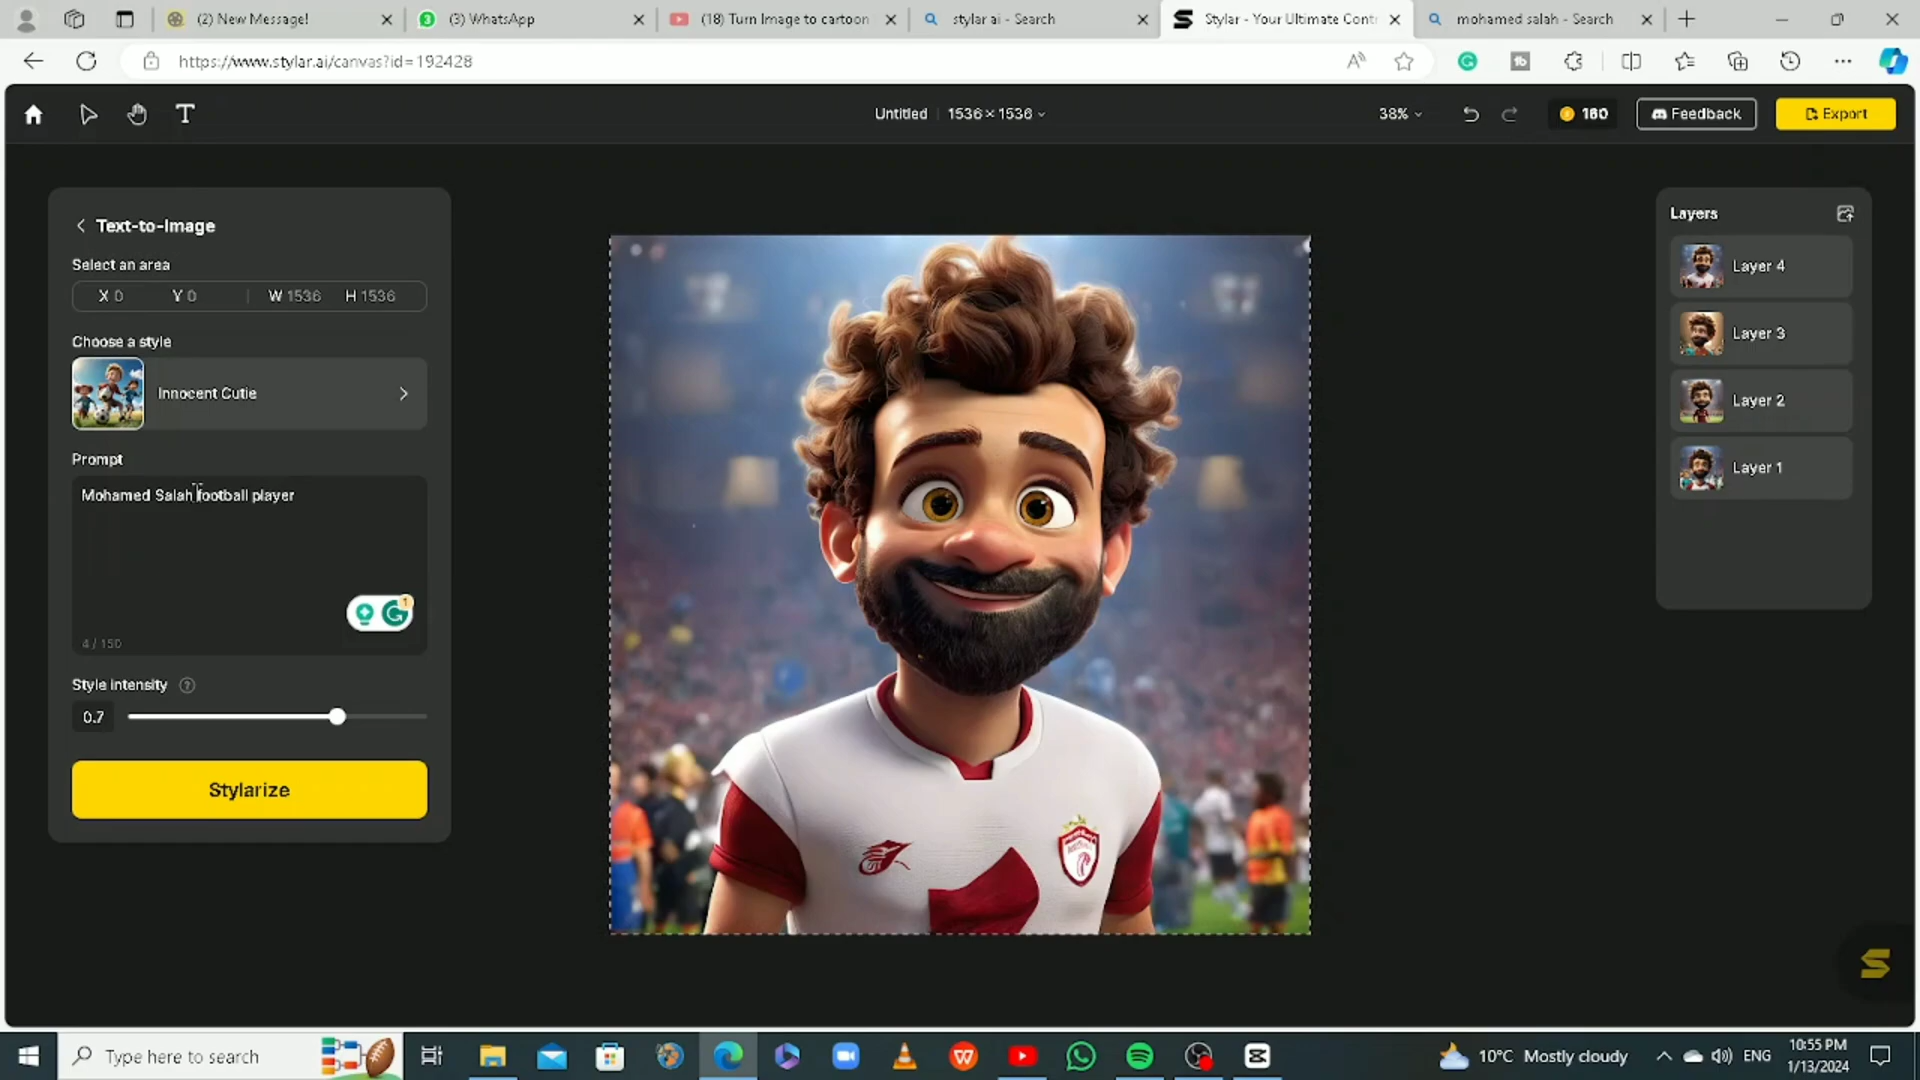 (2) New Message!
(3) WhatsApp
(18) Turn Image to cartoon
stylar ai - Search
Stylar - Your Ultimate Cont
mohamed salah - Search
https://www.stylar.ai/canvas?id=192428
T
Untitled
1536×1536
38%
160
Feedback
Export
Text-to-Image
Select an area
X 0 Y 0 W 1536 H 1536
Choose a style
Innocent Cutie
Prompt
Mohamed Salah football player
1
4 / 150
Style intensity ?
0.7
Stylarize
Layers
Layer 4
Layer 3
Layer 2
Layer 1
Type here to search
10°C Mostly cloudy
ENG
10:55 PM
1/13/2024